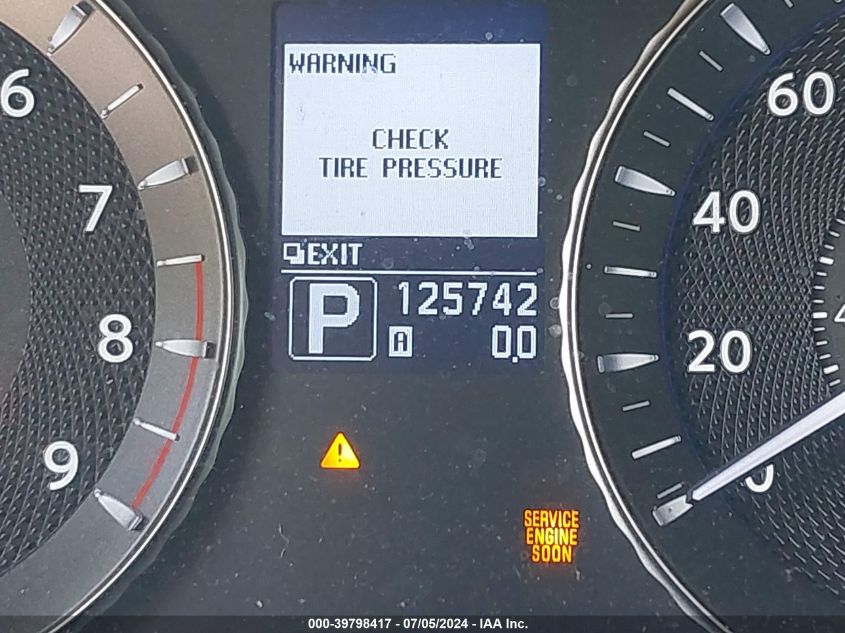 WARNING
CHECK
TIRE PRESSURE
EXIT
P
125742
A
0.0
6
7
8
9
60
40
20
0
SERVICE
ENGINE
SOON
000-39798417 - 07/05/2024 - IAA Inc.